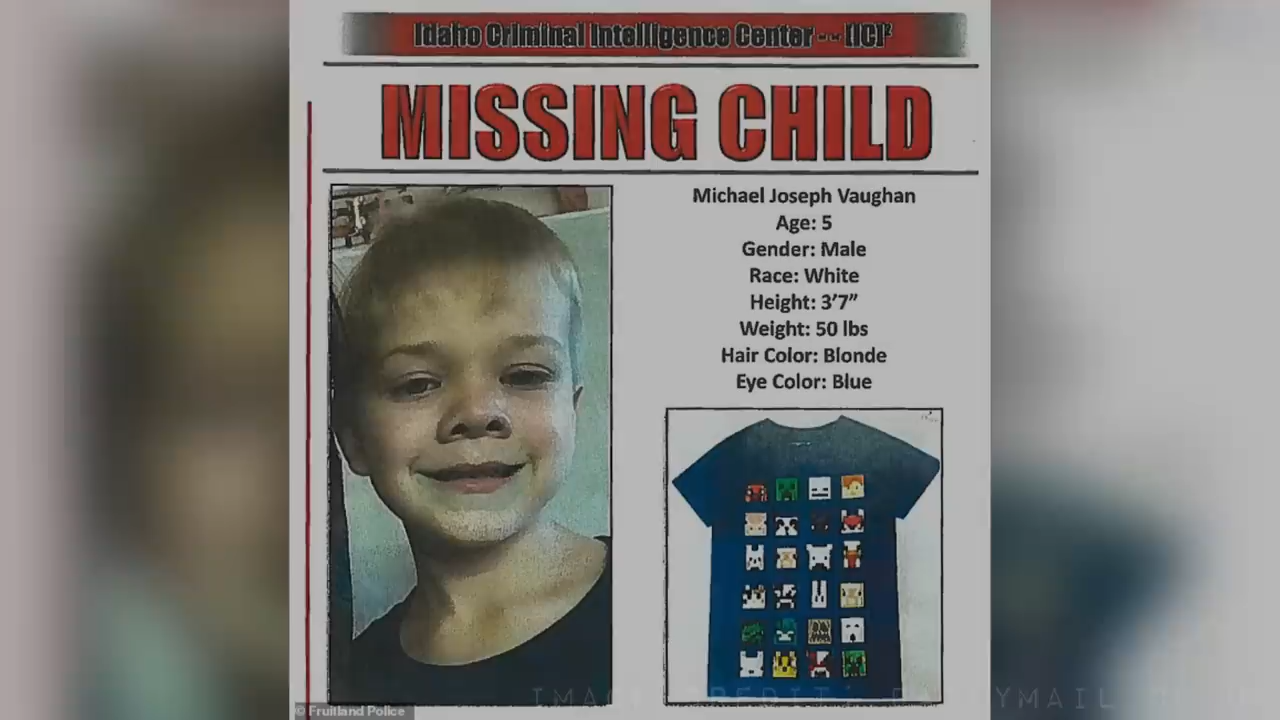 Idaho Criminal Intelligence Center -- (IC)²
MISSING CHILD
Michael Joseph Vaughan
Age: 5
Gender: Male
Race: White
Height: 3'7"
Weight: 50 lbs
Hair Color: Blonde
Eye Color: Blue
© Fruitland Police